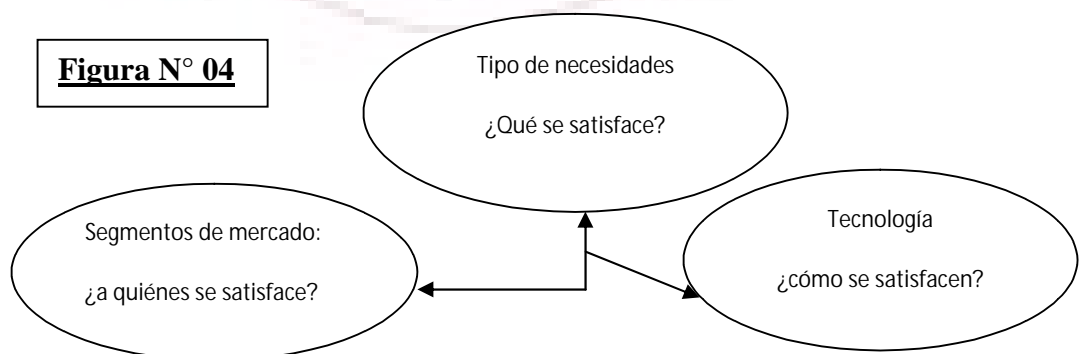 Figura N° 04
Tipo de necesidades
¿Qué se satisface?
Segmentos de mercado:
¿a quiénes se satisface?
Tecnología
¿cómo se satisfacen?